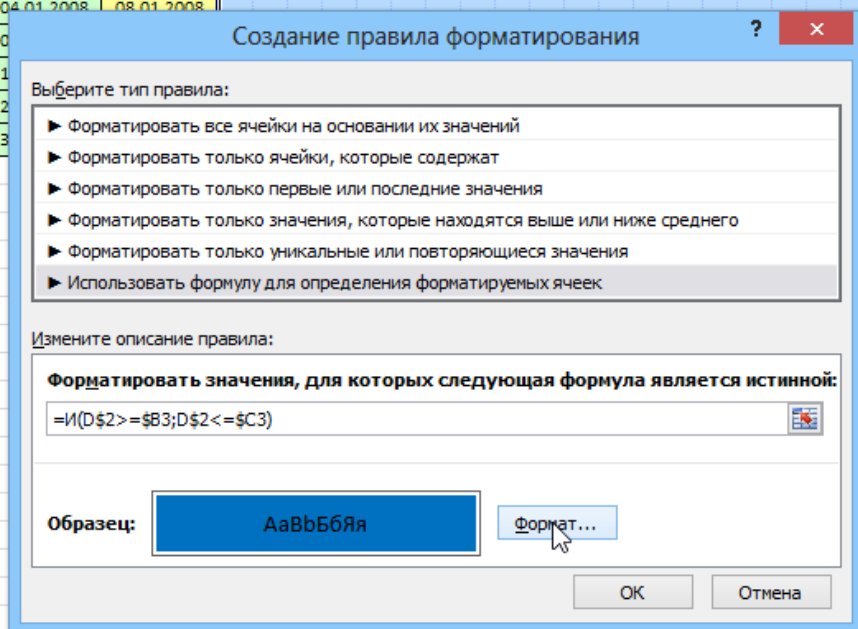 04.01.2008 08.01.2008
Создание правила форматирования ?
Выберите тип правила:
► Форматировать все ячейки на основании их значений
► Форматировать только ячейки, которые содержат
► Форматировать только первые или последние значения
► Форматировать только значения, которые находятся выше или ниже среднего
► Форматировать только уникальные или повторяющиеся значения
► Использовать формулу для определения форматируемых ячеек
Измените описание правила:
Форматировать значения, для которых следующая формула является истинной:
=И(D$2>=$B3;D$2<=$C3)
Образец: АаВbБбЯя Формат...
ОК Отмена